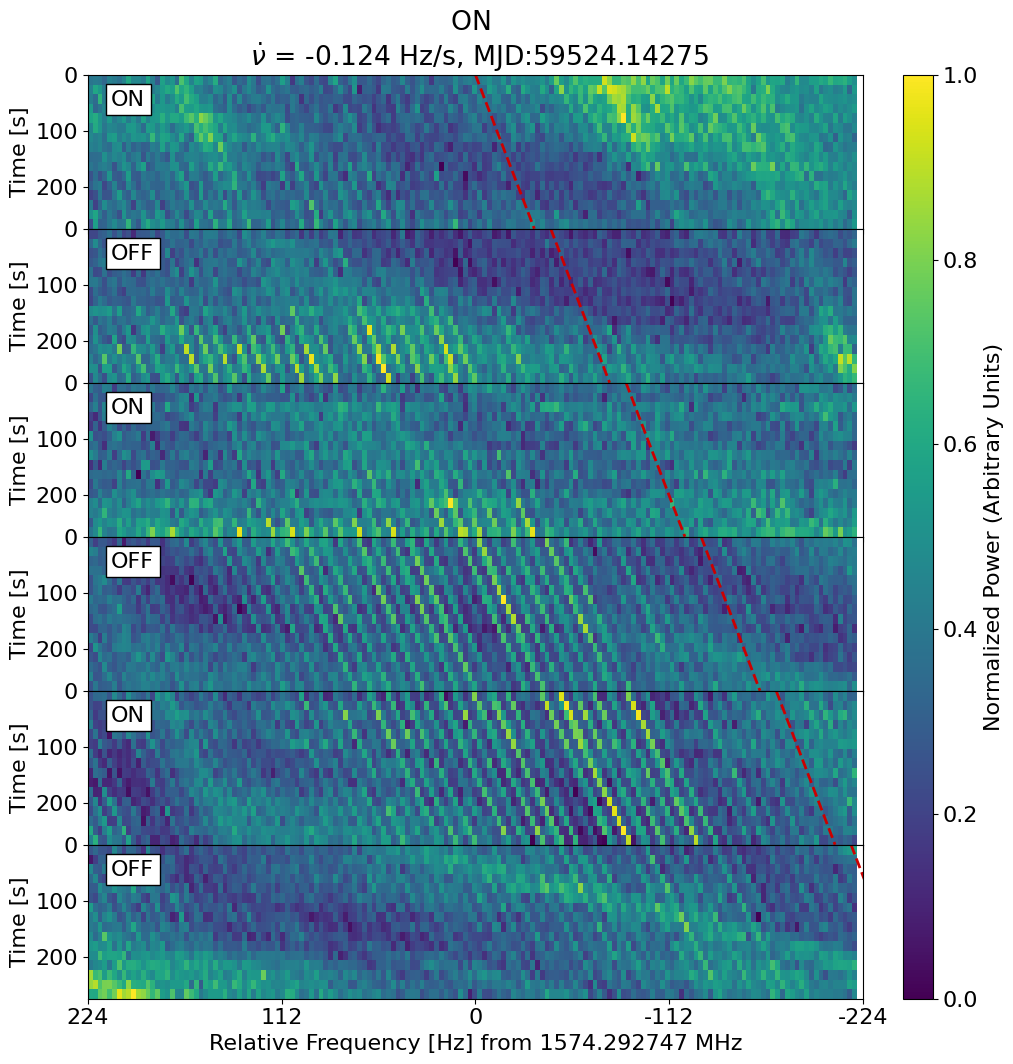 ON
ν̇ = -0.124 Hz/s, MJD:59524.14275
0
100
200
Time [s]
ON
0
100
200
Time [s]
OFF
0
100
200
Time [s]
ON
0
100
200
Time [s]
OFF
0
100
200
Time [s]
ON
0
100
200
Time [s]
OFF
224
112
0
-112
-224
Relative Frequency [Hz] from 1574.292747 MHz
1.0
0.8
0.6
0.4
0.2
0.0
Normalized Power (Arbitrary Units)